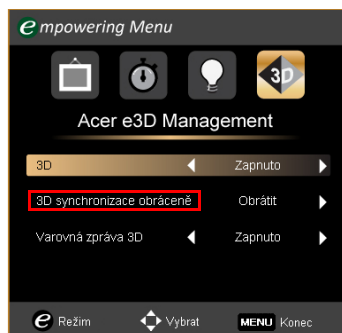 e mpowering Menu
3D
Acer e3D Management
3D Zapnuto
3D synchronizace obráceně Obrátit
Varovná zpráva 3D Zapnuto
e Režim Vybrat MENU Konec